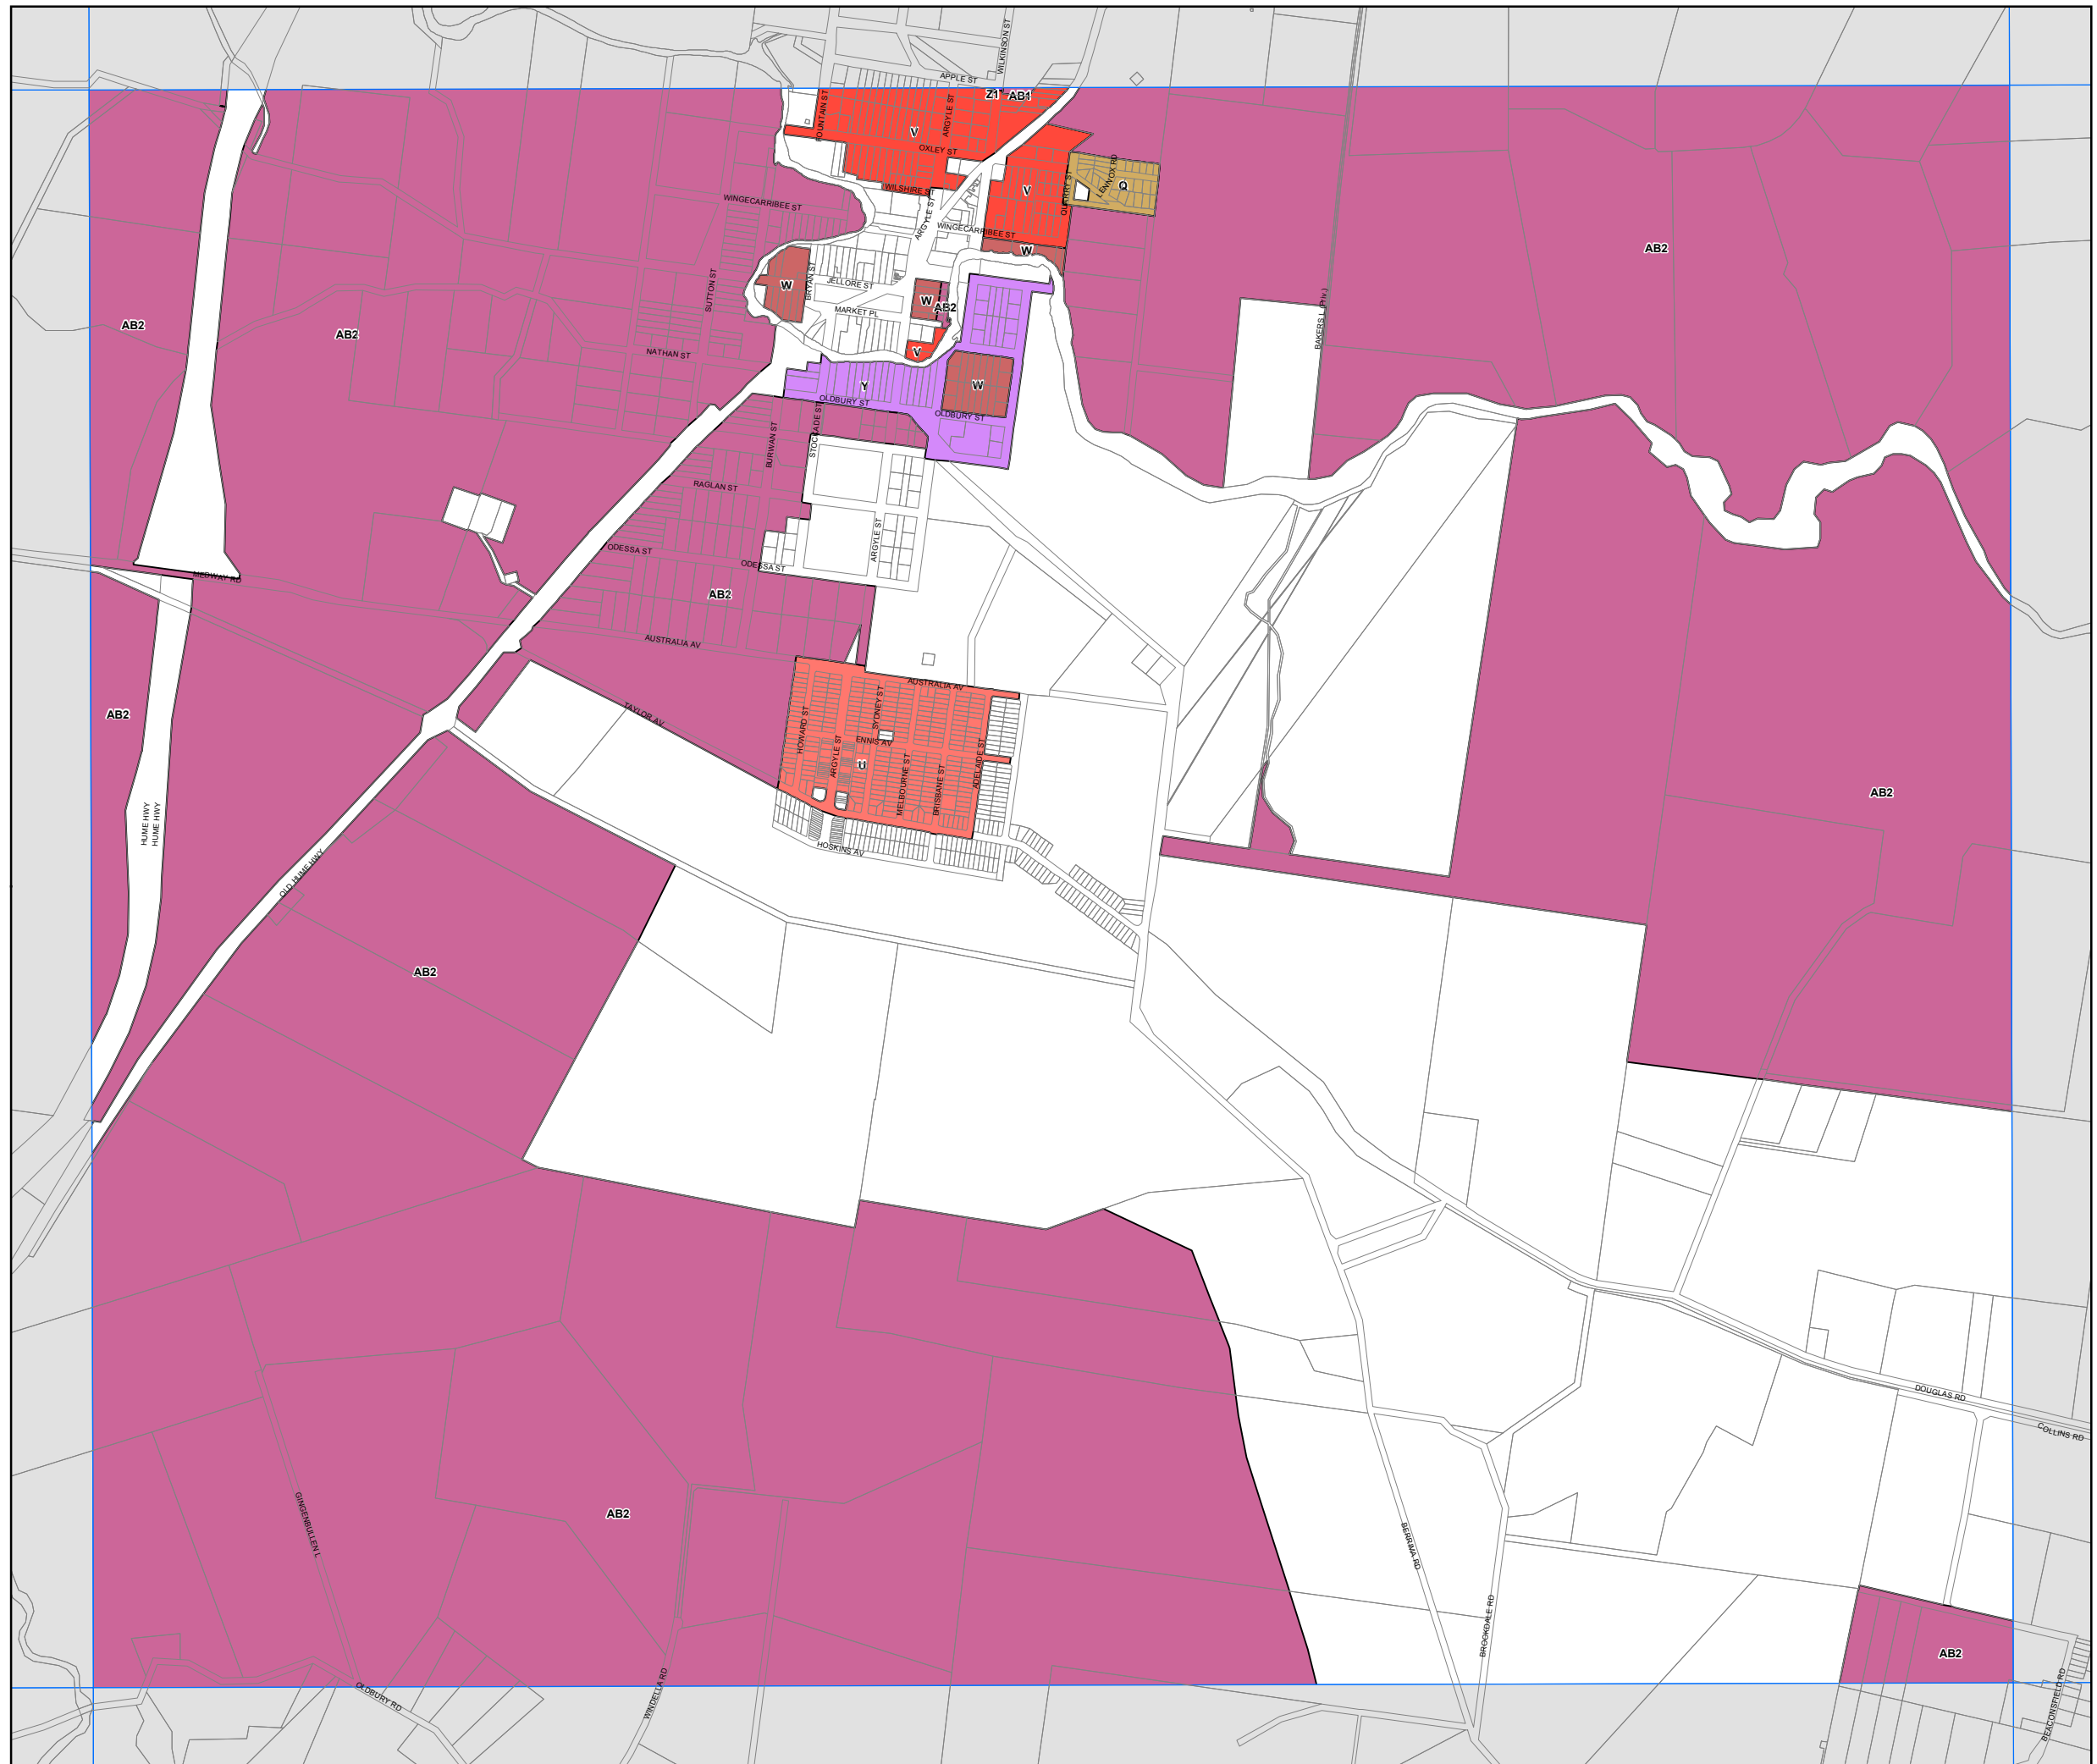 WILKINSON ST
APPLE ST
Z1
AB1
FOUNTAIN ST
ARGYLE ST
V
OXLEY ST
LENNOX RD
Q
WILSHIRE ST
V
QUARRY ST
WINGECARRIBEE ST
ARGYLE ST
WINGECARRIBEE ST
W
AB2
SUTTON ST
W
BRYAN ST
JELLORE ST
W
AB2
MARKET PL
BAKERS L (Priv.)
AB2
AB2
NATHAN ST
V
Y
W
OLDBURY ST
OLDBURY ST
STOCKADE ST
BURWAN ST
RAGLAN ST
ARGYLE ST
ODESSA ST
ODESSA ST
MEDWAY RD
AB2
AUSTRALIA AV
AUSTRALIA AV
AB2
TAYLOR AV
HOWARD ST
SYDNEY ST
ENNIS AV
ARGYLE ST
U
MELBOURNE ST
BRISBANE ST
ADELAIDE ST
AB2
HUME HWY
HUME HWY
HOSKINS AV
OLD HUME HWY
AB2
DOUGLAS RD
COLLINS RD
GINGENBULLEN L
AB2
BERRIMA RD
BROOKDALE RD
AB2
OLDBURY RD
WINDELLA RD
BEACONSFIELD RD